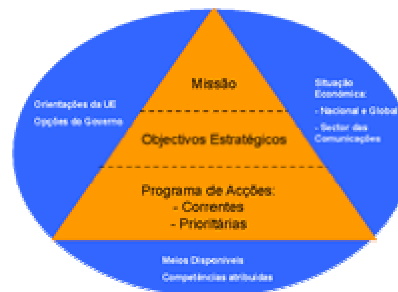 Missão
Objectivos Estratégicos
Programa de Acções:
- Correntes
- Prioritárias
Orientações da UE
Opções do Governo
Situação
Económica:
- Nacional e Global
- Sector das
Comunicações
Meios Disponíveis
Competências atribuídas